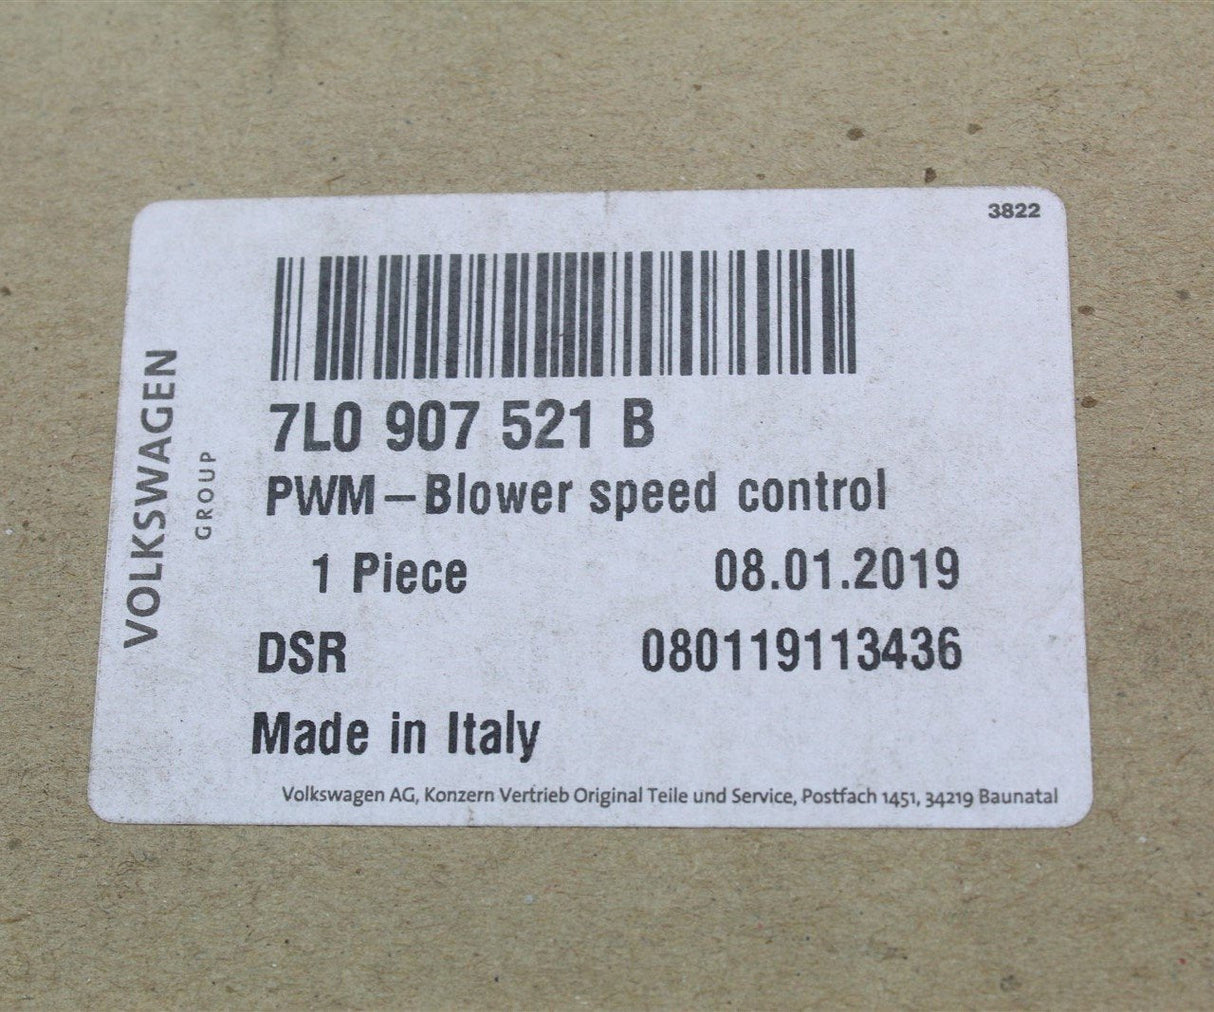 3822
VOLKSWAGEN
GROUP
7L0 907 521 B
PWM-Blower speed control
1 Piece 08.01.2019
DSR 080119113436
Made in Italy
Volkswagen AG, Konzern Vertrieb Original Teile und Service, Postfach 1451, 34219 Baunatal